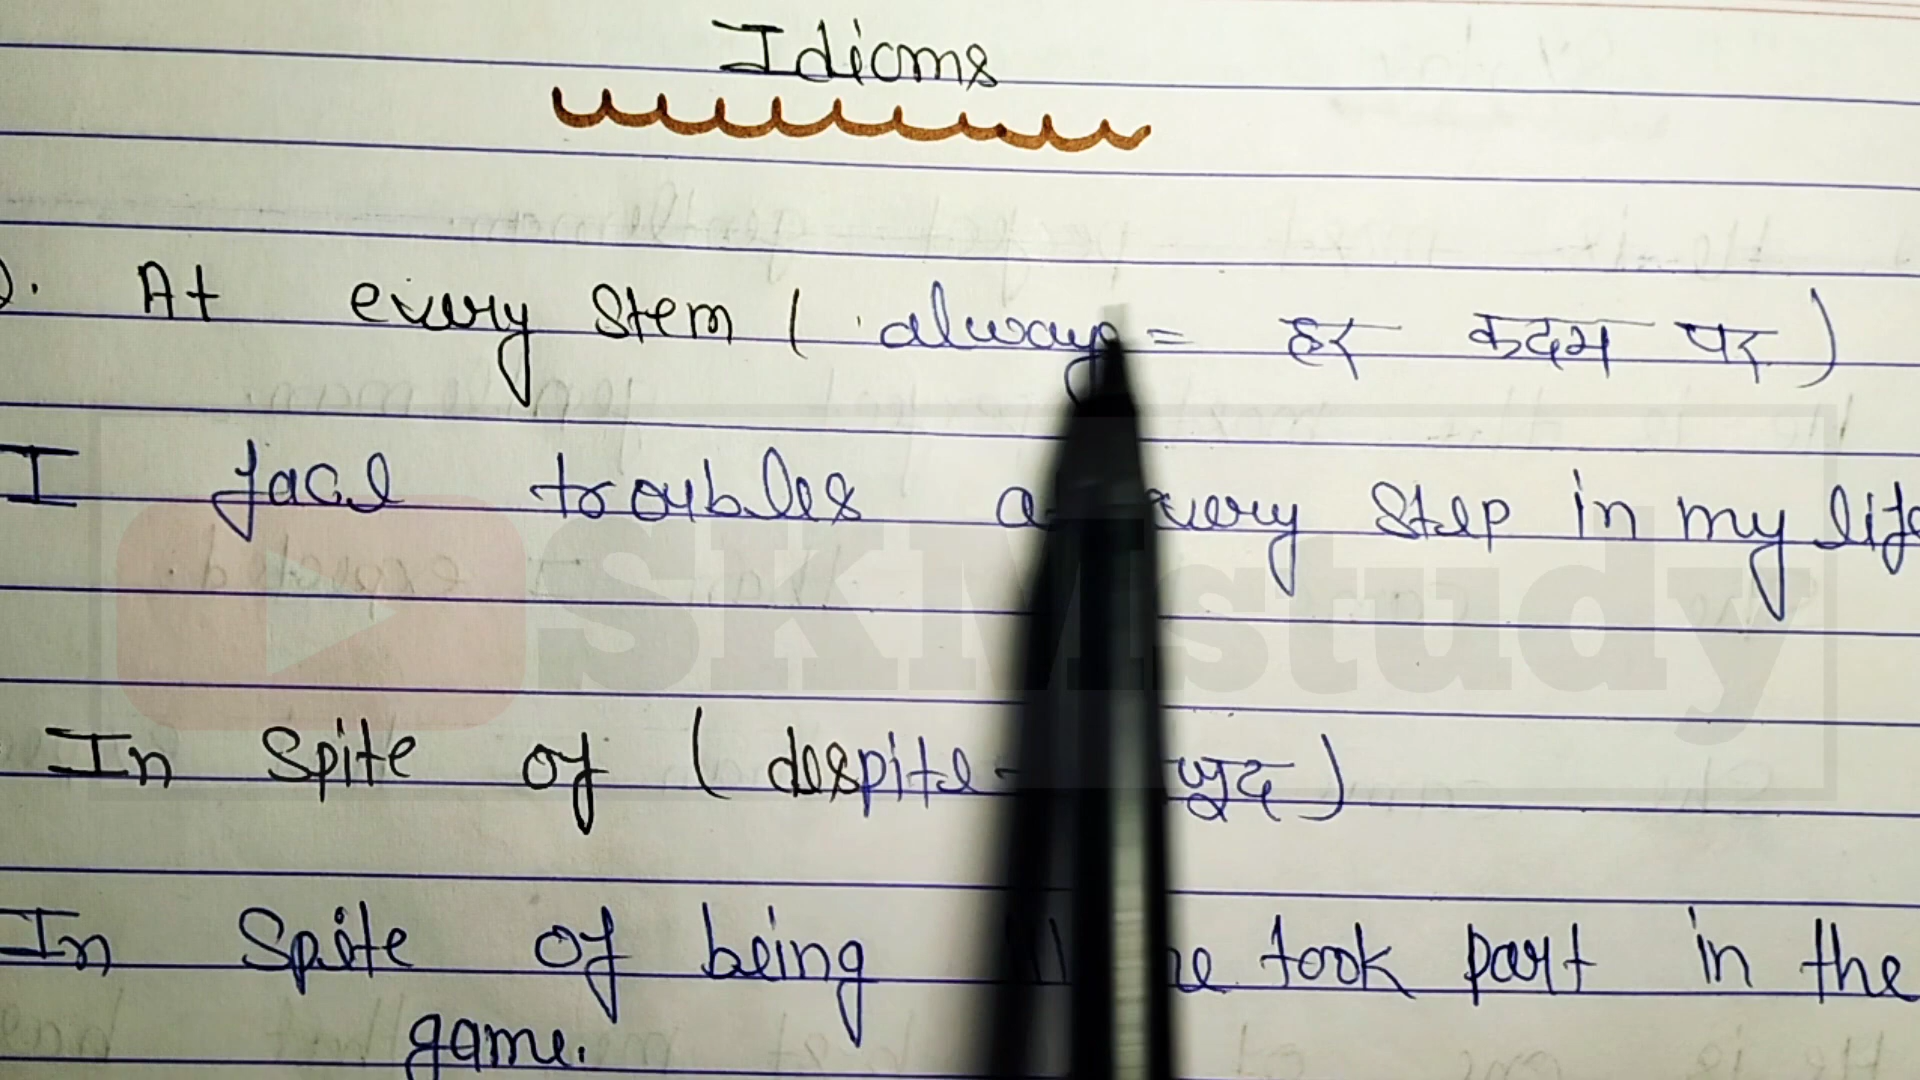 Idioms
At every Stem ( always = हर कदम पर )
I face troubles every Step in my life
SKMstudy
In Spite of ( despite -
In Spite of being took part in the
game.